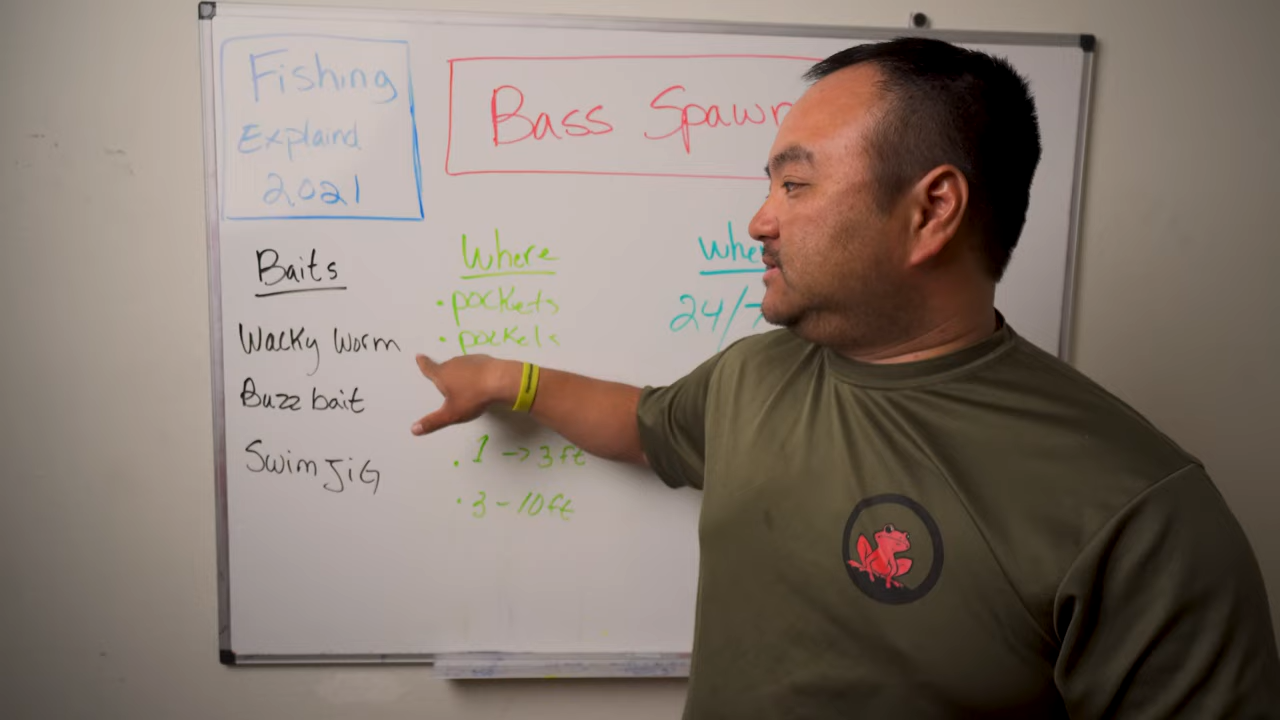 Fishing
Explaind
2021
Bass Spawn
Baits
Wacky Worm
Buzz bait
Swim JiG
Where
• pockets
• pockets
• 1 -> 3 ft
• 3 - 10 ft
24/7